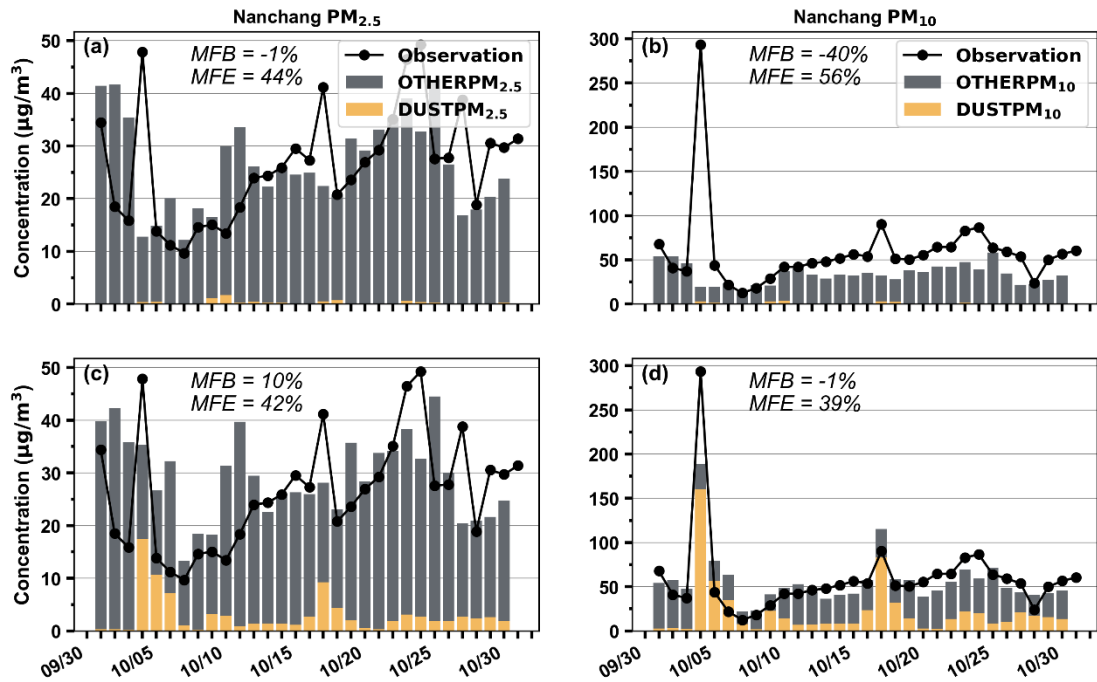 Nanchang PM2.5
Nanchang PM10
(a)
MFB = -1%
MFE = 44%
Observation
OTHERPM2.5
DUSTPM2.5
Concentration (μg/m³)
50
40
30
20
10
0
(b)
MFB = -40%
MFE = 56%
Observation
OTHERPM10
DUSTPM10
300
250
200
150
100
50
0
(c)
MFB = 10%
MFE = 42%
Concentration (μg/m³)
50
40
30
20
10
0
09/30
10/05
10/10
10/15
10/20
10/25
10/30
(d)
MFB = -1%
MFE = 39%
300
250
200
150
100
50
0
09/30
10/05
10/10
10/15
10/20
10/25
10/30